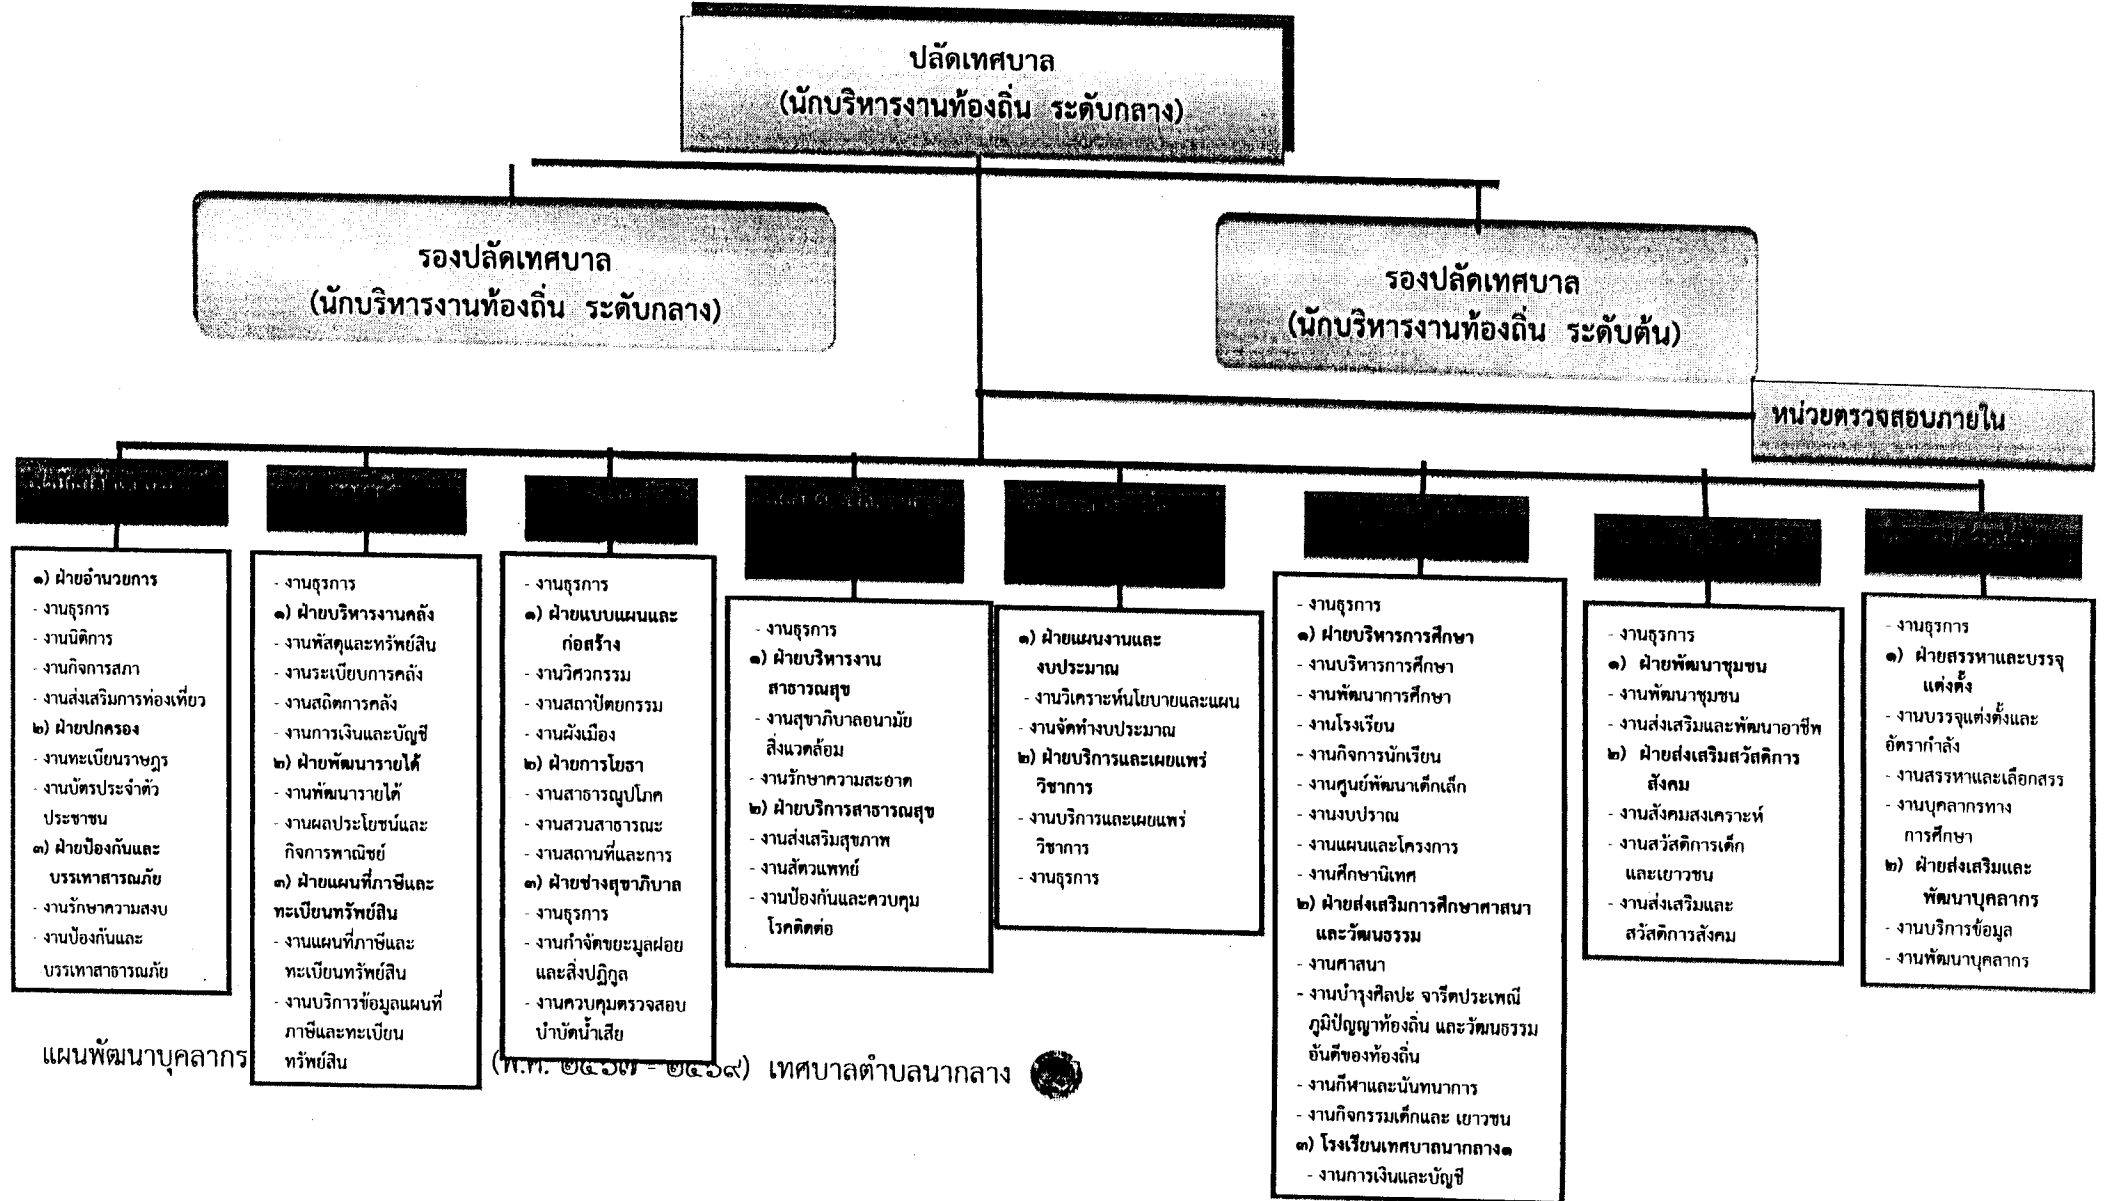 ปลัดเทศบาล
(นักบริหารงานท้องถิ่น ระดับกลาง)
รองปลัดเทศบาล
(นักบริหารงานท้องถิ่น ระดับกลาง)
รองปลัดเทศบาล
(นักบริหารงานท้องถิ่น ระดับต้น)
หน่วยตรวจสอบภายใน
๑) ฝ่ายอำนวยการ
- งานธุรการ
- งานนิติการ
- งานกิจการสภา
- งานส่งเสริมการท่องเที่ยว
๒) ฝ่ายปกครอง
- งานทะเบียนราษฎร
- งานบัตรประจำตัว
ประชาชน
๓) ฝ่ายป้องกันและ
บรรเทาสารณภัย
- งานรักษาความสงบ
- งานป้องกันและ
บรรเทาสาธารณภัย
- งานธุรการ
๑) ฝ่ายบริหารงานคลัง
- งานพัสดุและทรัพย์สิน
- งานระเบียบการคลัง
- งานสถิตการคลัง
- งานการเงินและบัญชี
๒) ฝ่ายพัฒนารายได้
- งานพัฒนารายได้
- งานผลประโยชน์และ
กิจการพาณิชย์
๓) ฝ่ายแผนที่ภาษีและ
ทะเบียนทรัพย์สิน
- งานแผนที่ภาษีและ
ทะเบียนทรัพย์สิน
- งานบริการข้อมูลแผนที่
ภาษีและทะเบียน
ทรัพย์สิน
- งานธุรการ
๑) ฝ่ายแบบแผนและ
ก่อสร้าง
- งานวิศวกรรม
- งานสถาปัตยกรรม
- งานผังเมือง
๒) ฝ่ายการโยธา
- งานสาธารณูปโภค
- งานสวนสาธารณะ
- งานสถานที่และการ
๓) ฝ่ายช่างสุขาภิบาล
- งานธุรการ
- งานกำจัดขยะมูลฝอย
และสิ่งปฏิกูล
- งานควบคุมตรวจสอบ
บำบัดน้ำเสีย
- งานธุรการ
๑) ฝ่ายบริหารงาน
สาธารณสุข
- งานสุขาภิบาลอนามัย
สิ่งแวดล้อม
- งานรักษาความสะอาด
๒) ฝ่ายบริการสาธารณสุข
- งานส่งเสริมสุขภาพ
- งานสัตวแพทย์
- งานป้องกันและควบคุม
โรคติดต่อ
๑) ฝ่ายแผนงานและ
งบประมาณ
- งานวิเคราะห์นโยบายและแผน
- งานจัดทำงบประมาณ
๒) ฝ่ายบริการและเผยแพร่
วิชาการ
- งานบริการและเผยแพร่
วิชาการ
- งานธุรการ
- งานธุรการ
๑) ฝ่ายบริหารการศึกษา
- งานบริหารการศึกษา
- งานพัฒนาการศึกษา
- งานโรงเรียน
- งานกิจการนักเรียน
- งานศูนย์พัฒนาเด็กเล็ก
- งานงบปราณ
- งานแผนและโครงการ
- งานศึกษานิเทศ
๒) ฝ่ายส่งเสริมการศึกษาศาสนา
และวัฒนธรรม
- งานศาสนา
- งานบำรุงศิลปะ จารีตประเพณี
ภูมิปัญญาท้องถิ่น และวัฒนธรรม
อันดีของท้องถิ่น
- งานกีฬาและนันทนาการ
- งานกิจกรรมเด็กและ เยาวชน
๓) โรงเรียนเทศบาลนากลาง๑
- งานการเงินและบัญชี
- งานธุรการ
๑) ฝ่ายพัฒนาชุมชน
- งานพัฒนาชุมชน
- งานส่งเสริมและพัฒนาอาชีพ
๒) ฝ่ายส่งเสริมสวัสดิการ
สังคม
- งานสังคมสงเคราะห์
- งานสวัสดิการเด็ก
และเยาวชน
- งานส่งเสริมและ
สวัสดิการสังคม
- งานธุรการ
๑) ฝ่ายสรรหาและบรรจุ
แต่งตั้ง
- งานบรรจุแต่งตั้งและ
อัตรากำลัง
- งานสรรหาและเลือกสรร
- งานบุคลากรทาง
การศึกษา
๒) ฝ่ายส่งเสริมและ
พัฒนาบุคลากร
- งานบริการข้อมูล
- งานพัฒนาบุคลากร
แผนพัฒนาบุคลากร (พ.ศ. ๒๕๖๗ - ๒๕๖๙) เทศบาลตำบลนากลาง